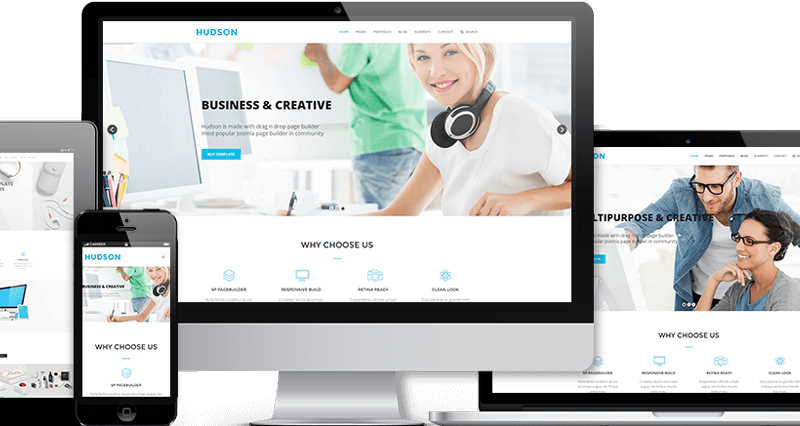 HUDSON
HOME PAGES PORTFOLIO BLOG ELEMENTS CONTACT SEARCH
BUSINESS & CREATIVE
Hudson is made with drag n drop page builder
most popular Joomla page builder in community
BUY TEMPLATE
WHY CHOOSE US
SP PAGEBUILDER RESPONSIVE BUILD RETINA READY CLEAN LOOK
CARRIER
HUDSON
BUSINESS & CREATIVE
WHY CHOOSE US
SP PAGEBUILDER
HOME PAGES PORTFOLIO BLOG ELEMENTS CONTACT
MULTIPURPOSE & CREATIVE
made with drag n drop page builder
popular Joomla page builder in community
WHY CHOOSE US
SP PAGEBUILDER RESPONSIVE BUILD RETINA READY CLEAN LOOK